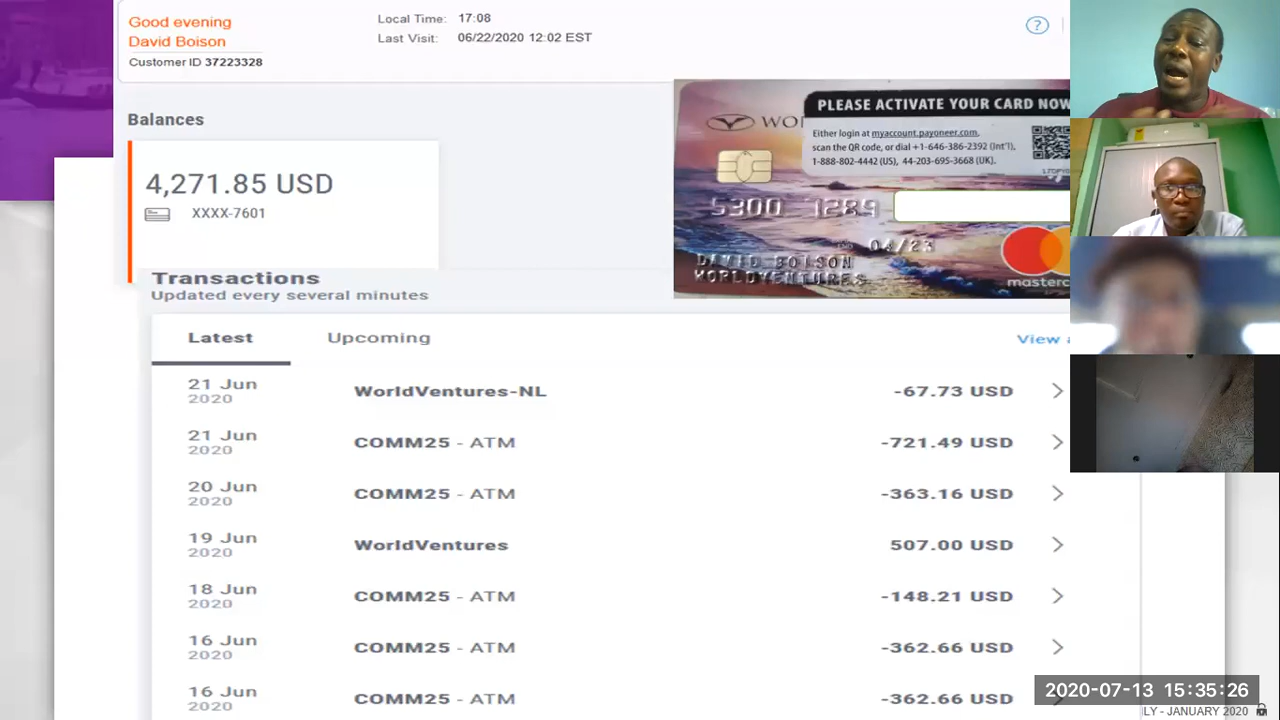 Good evening
David Boison
Customer ID 37223328
Local Time: 17:08
Last Visit: 06/22/2020 12:02 EST
?
Balances
4,271.85 USD
XXXX-7601
PLEASE ACTIVATE YOUR CARD NOW
Either login at myaccount.payoneer.com,
scan the QR code, or dial +1-646-386-2392 (Int'l),
1-888-802-4442 (US), 44-203-695-3668 (UK).
5300 7289
04/23
DAVID BOISON
WORLDVENTURES
Transactions
Updated every several minutes
Latest Upcoming
View
21 Jun
2020
WorldVentures-NL -67.73 USD
21 Jun
2020
COMM25 - ATM -721.49 USD
20 Jun
2020
COMM25 - ATM -363.16 USD
19 Jun
2020
WorldVentures 507.00 USD
18 Jun
2020
COMM25 - ATM -148.21 USD
16 Jun
2020
COMM25 - ATM -362.66 USD
16 Jun
2020
COMM25 - ATM -362.66 USD
2020-07-13 15:35:26
JANUARY 2020